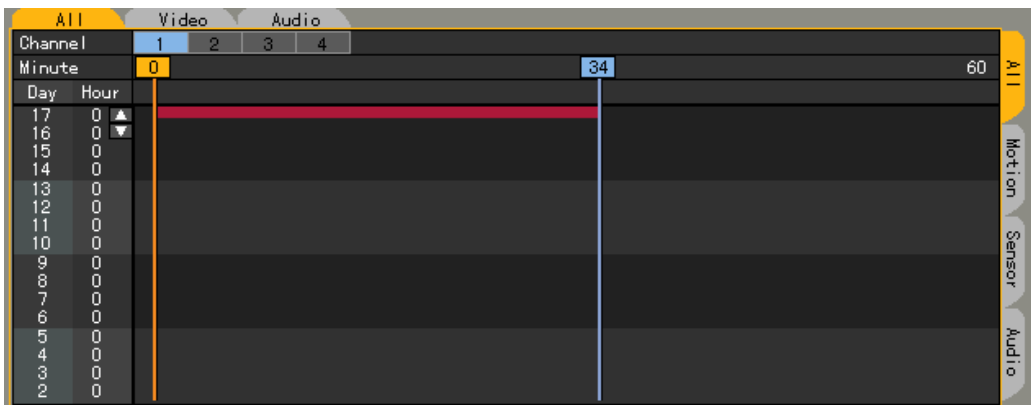 All Video Audio
Channel 1 2 3 4
Minute 0 34 60
Day Hour
17 0
16 0
15 0
14 0
13 0
12 0
11 0
10 0
9 0
8 0
7 0
6 0
5 0
4 0
3 0
2 0
All
Motion
Sensor
Audio